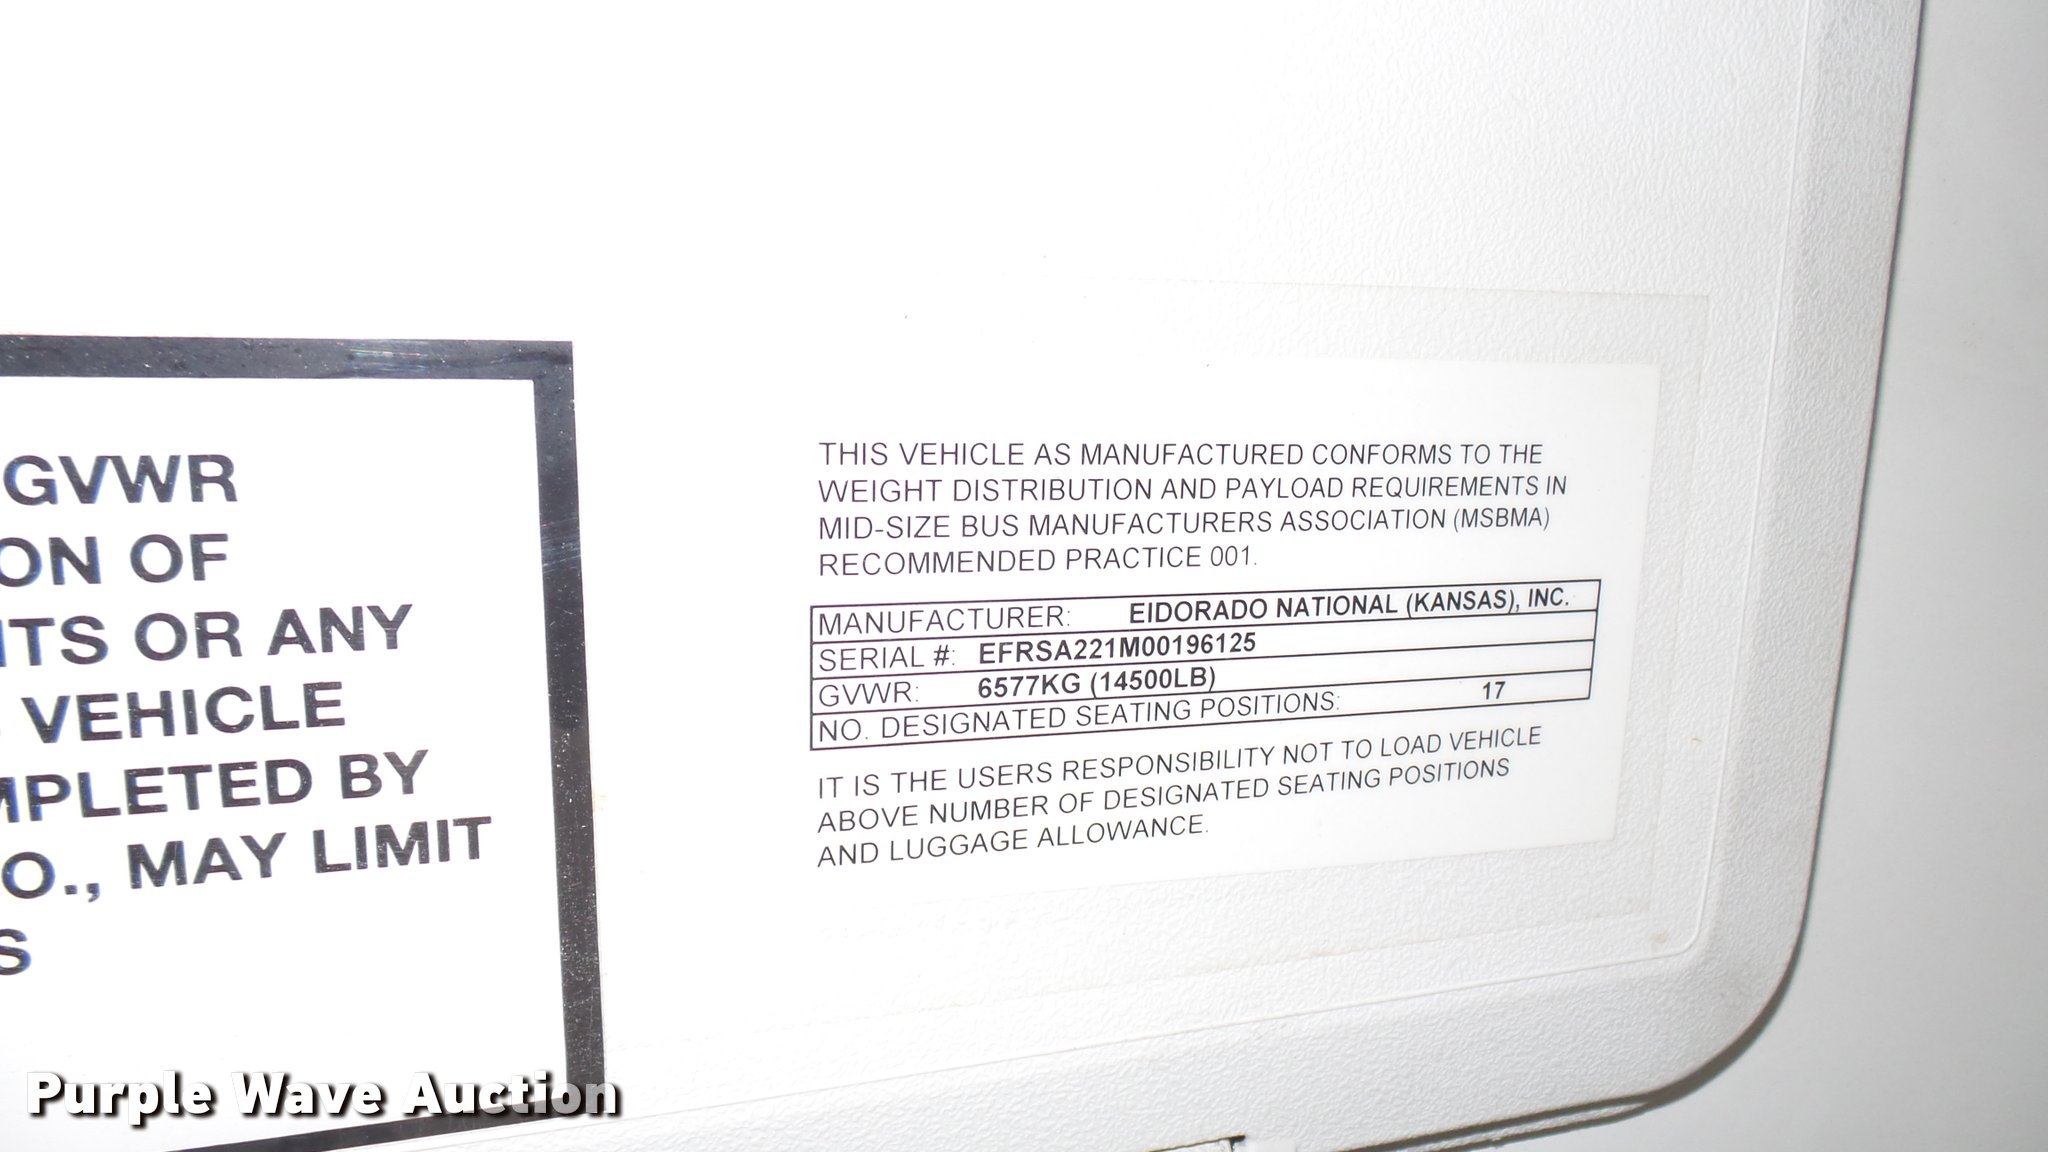 GVWR
ON OF
ITS OR ANY
VEHICLE
MPLETED BY
O., MAY LIMIT
S
THIS VEHICLE AS MANUFACTURED CONFORMS TO THE
WEIGHT DISTRIBUTION AND PAYLOAD REQUIREMENTS IN
MID-SIZE BUS MANUFACTURERS ASSOCIATION (MSBMA)
RECOMMENDED PRACTICE 001.
MANUFACTURER: EIDORADO NATIONAL (KANSAS), INC.
SERIAL #: EFRSA221M00196125
GVWR: 6577KG (14500LB)
NO. DESIGNATED SEATING POSITIONS: 17
IT IS THE USERS RESPONSIBILITY NOT TO LOAD VEHICLE
ABOVE NUMBER OF DESIGNATED SEATING POSITIONS
AND LUGGAGE ALLOWANCE.
Purple Wave Auction